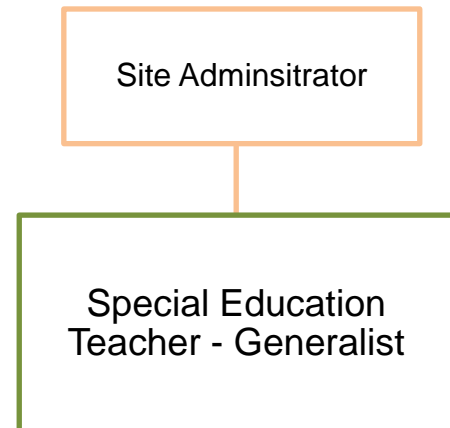 Site Adminsitrator
Special Education
Teacher - Generalist